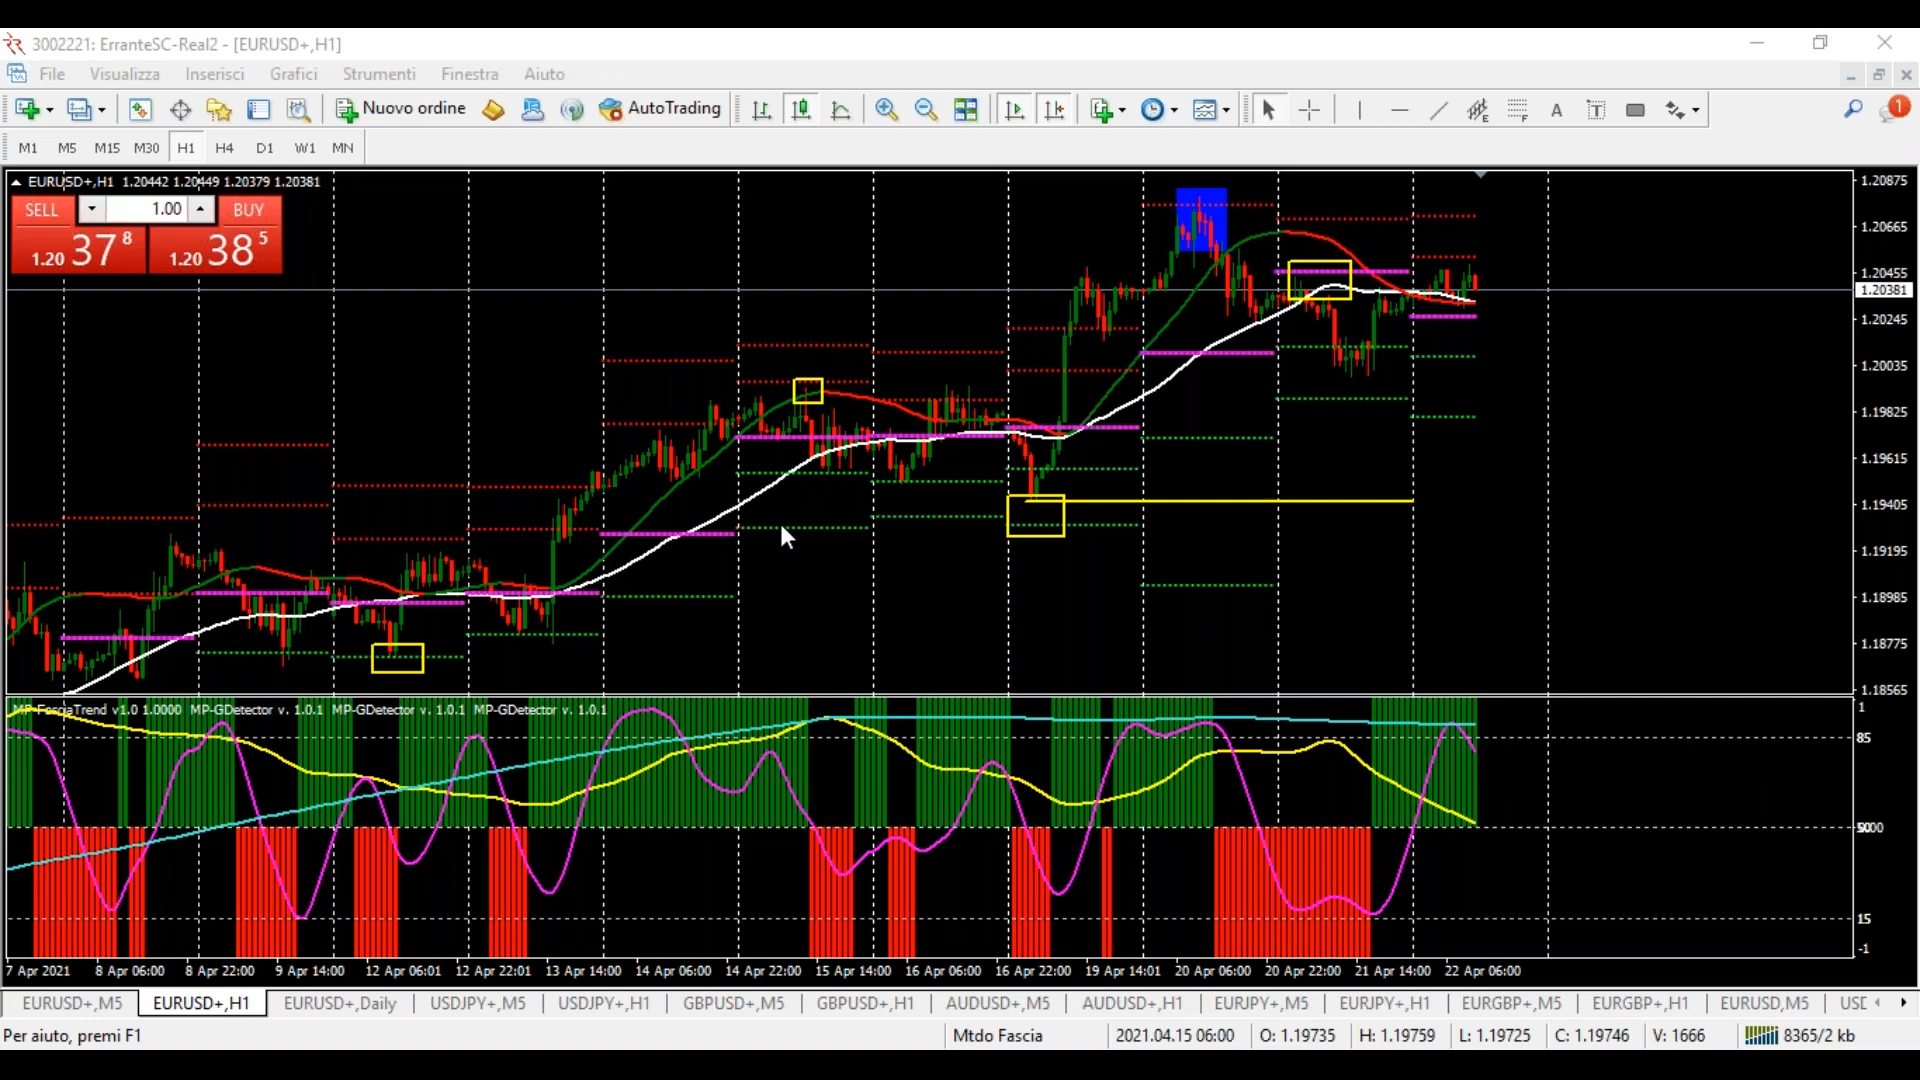 3002221: ErranteSC-Real2 - [EURUSD+,H1]
File Visualizza Inserisci Grafici Strumenti Finestra Aiuto
Nuovo ordine AutoTrading E F A T 1
M1 M5 M15 M30 H1 H4 D1 W1 MN
EURUSD+,H1 1.20442 1.20449 1.20379 1.20381
SELL 1.00 BUY
1.20 37 8 1.20 38 5
1.20875
1.20665
1.20455
1.20381
1.20245
1.20035
1.19825
1.19615
1.19405
1.19195
1.18985
1.18775
1.18565
MP-FasciaTrend v1.0 1.0000 MP-GDetector v. 1.0.1 MP-GDetector v. 1.0.1 MP-GDetector v. 1.0.1
1
85
15
-1
7 Apr 2021 8 Apr 06:00 8 Apr 22:00 9 Apr 14:00 12 Apr 06:01 12 Apr 22:01 13 Apr 14:00 14 Apr 06:00 14 Apr 22:00 15 Apr 14:00 16 Apr 06:00 16 Apr 22:00 19 Apr 14:01 20 Apr 06:00 20 Apr 22:00 21 Apr 14:00 22 Apr 06:00
EURUSD+,M5 EURUSD+,H1 EURUSD+,Daily USDJPY+,M5 USDJPY+,H1 GBPUSD+,M5 GBPUSD+,H1 AUDUSD+,M5 AUDUSD+,H1 EURJPY+,M5 EURJPY+,H1 EURGBP+,M5 EURGBP+,H1 EURUSD,M5 USD
Per aiuto, premi F1 Mtdo Fascia 2021.04.15 06:00 O: 1.19735 H: 1.19759 L: 1.19725 C: 1.19746 V: 1666 8365/2 kb